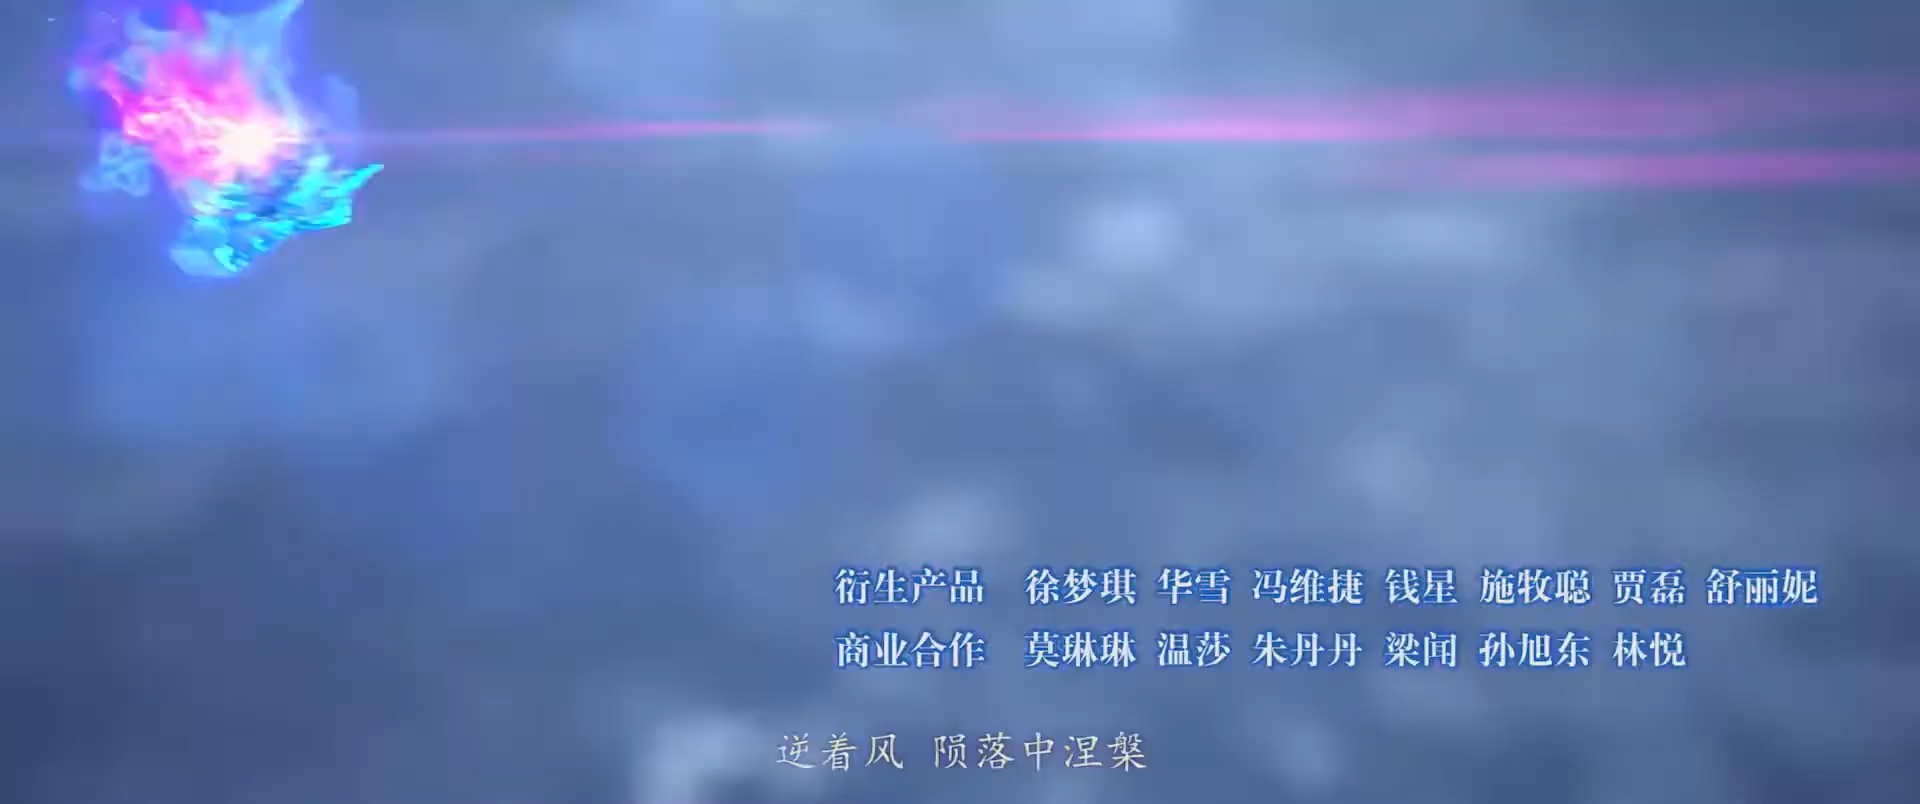 衍生产品 徐梦琪 华雪 冯维捷 钱星 施牧聪 贾磊 舒丽妮
商业合作 莫琳琳 温莎 朱丹丹 梁闻 孙旭东 林悦
逆着风 陨落中涅槃